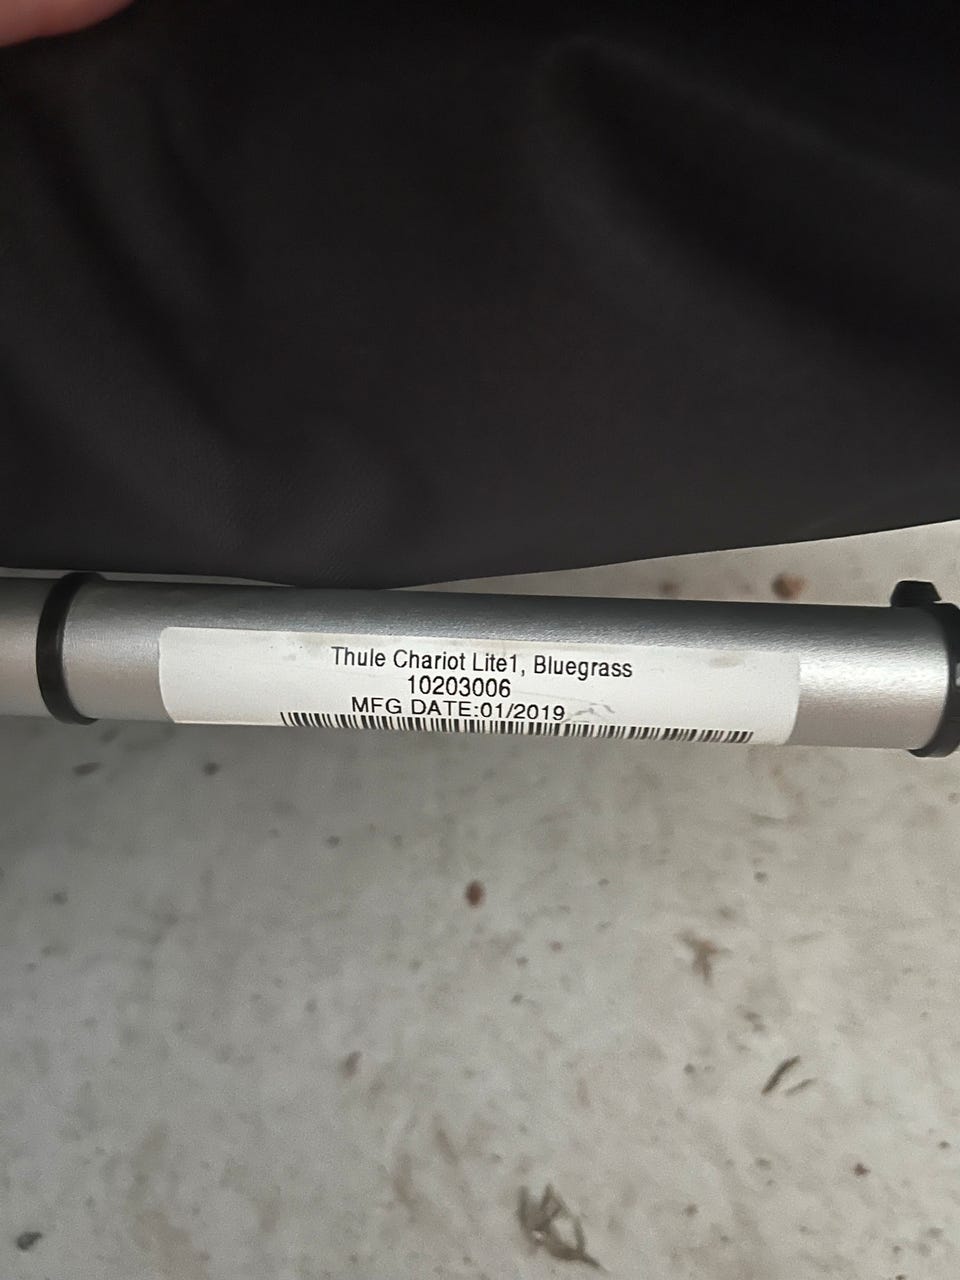 Thule Chariot Lite1, Bluegrass
10203006
MFG DATE:01/2019